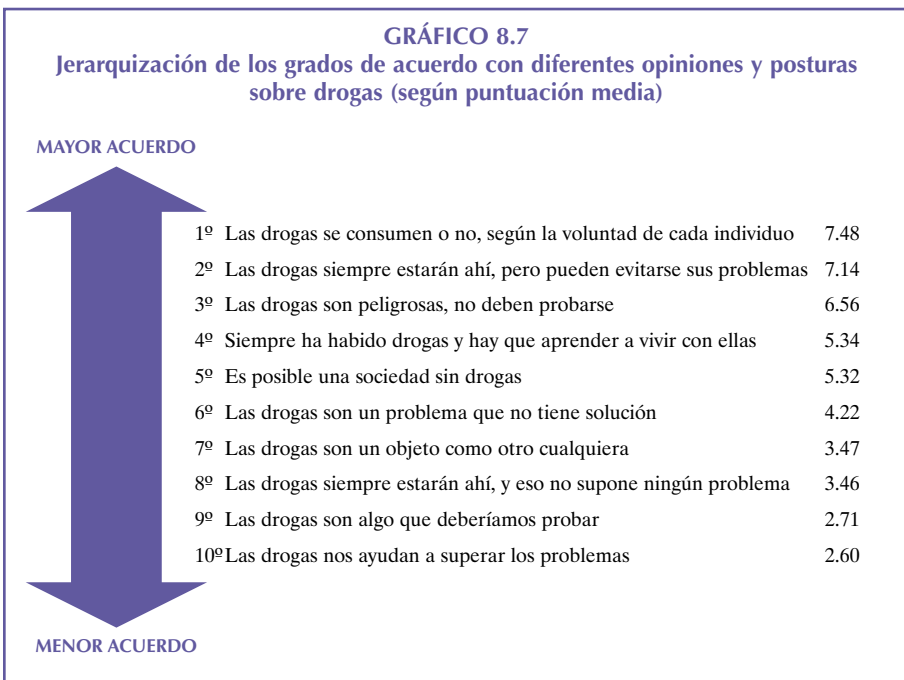 GRÁFICO 8.7
Jerarquización de los grados de acuerdo con diferentes opiniones y posturas
sobre drogas (según puntuación media)
MAYOR ACUERDO
1º Las drogas se consumen o no, según la voluntad de cada individuo 7.48
2º Las drogas siempre estarán ahí, pero pueden evitarse sus problemas 7.14
3º Las drogas son peligrosas, no deben probarse 6.56
4º Siempre ha habido drogas y hay que aprender a vivir con ellas 5.34
5º Es posible una sociedad sin drogas 5.32
6º Las drogas son un problema que no tiene solución 4.22
7º Las drogas son un objeto como otro cualquiera 3.47
8º Las drogas siempre estarán ahí, y eso no supone ningún problema 3.46
9º Las drogas son algo que deberíamos probar 2.71
10º Las drogas nos ayudan a superar los problemas 2.60
MENOR ACUERDO